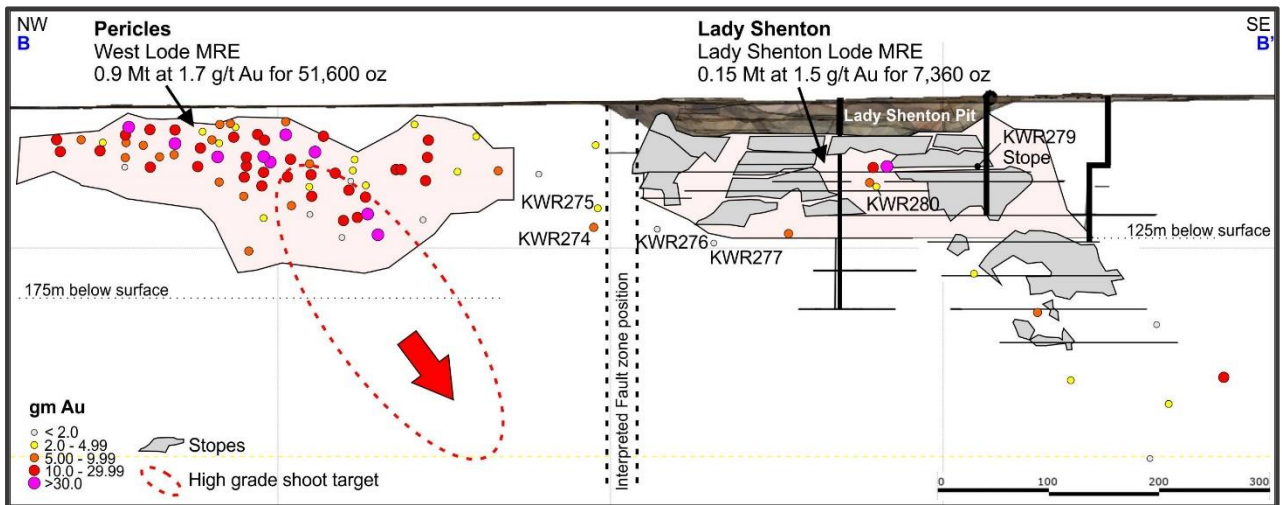 NW
B
Pericles
West Lode MRE
0.9 Mt at 1.7 g/t Au for 51,600 oz
Lady Shenton
Lady Shenton Lode MRE
0.15 Mt at 1.5 g/t Au for 7,360 oz
SE
B'
Lady Shenton Pit
KWR279
Stope
KWR275
KWR280
KWR274
KWR276
KWR277
125m below surface
175m below surface
Interpreted Fault zone position
gm Au
< 2.0
2.0 - 4.99
5.00 - 9.99
10.0 - 29.99
>30.0
Stopes
High grade shoot target
0 100 200 300